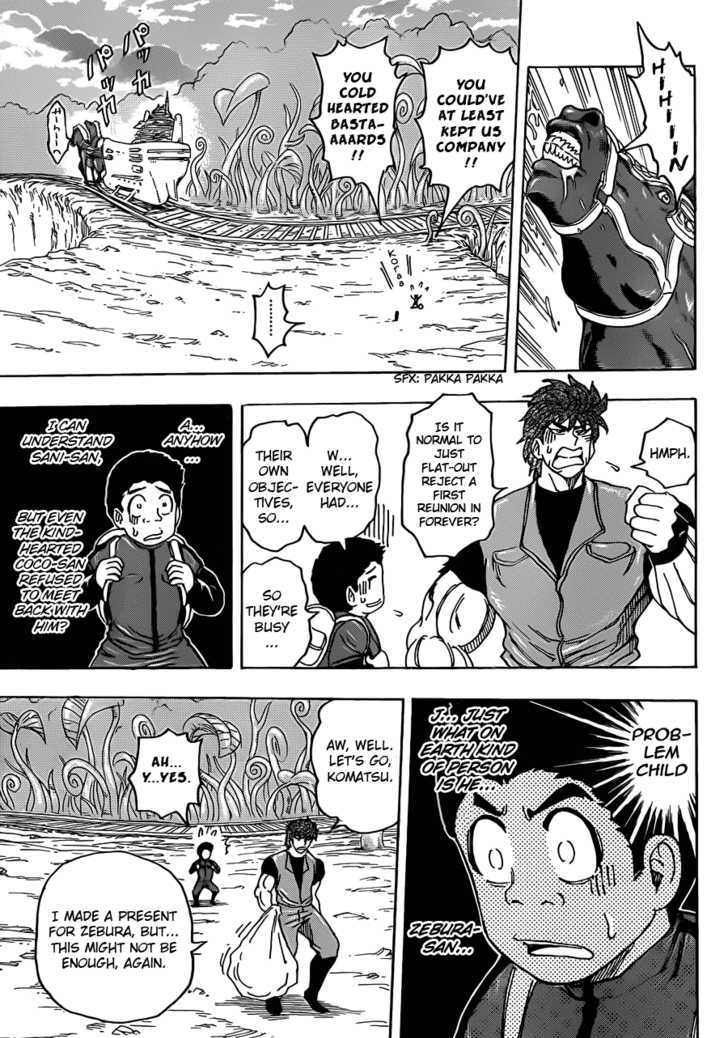 HIHIIIN
YOU
COULD'VE
AT LEAST
KEPT US
COMPANY
!!
YOU
COLD
HEARTED
BASTA-
AAARDS
!!
パッカ
パッカ
..........
SFX: PAKKA PAKKA
HMPH.
IS IT
NORMAL TO
JUST
FLAT-OUT
REJECT A
FIRST
REUNION IN
FOREVER?
W...
WELL,
EVERYONE
HAD...
THEIR
OWN
OBJEC-
TIVES,
SO...
SO
THEY'RE
BUSY
...
A...
ANYHOW
...
I CAN
UNDERSTAND
SANI-SAN,
BUT EVEN
THE KIND-
HEARTED
COCO-SAN
REFUSED
TO MEET
BACK WITH
HIM?
PROB-
LEM
CHILD
J... JUST
WHAT ON
EARTH KIND
OF PERSON
IS HE...
ZEBURA-
SAN...
AW, WELL.
LET'S GO,
KOMATSU.
AH...
Y...YES.
I MADE A PRESENT
FOR ZEBURA, BUT...
THIS MIGHT NOT BE
ENOUGH, AGAIN.